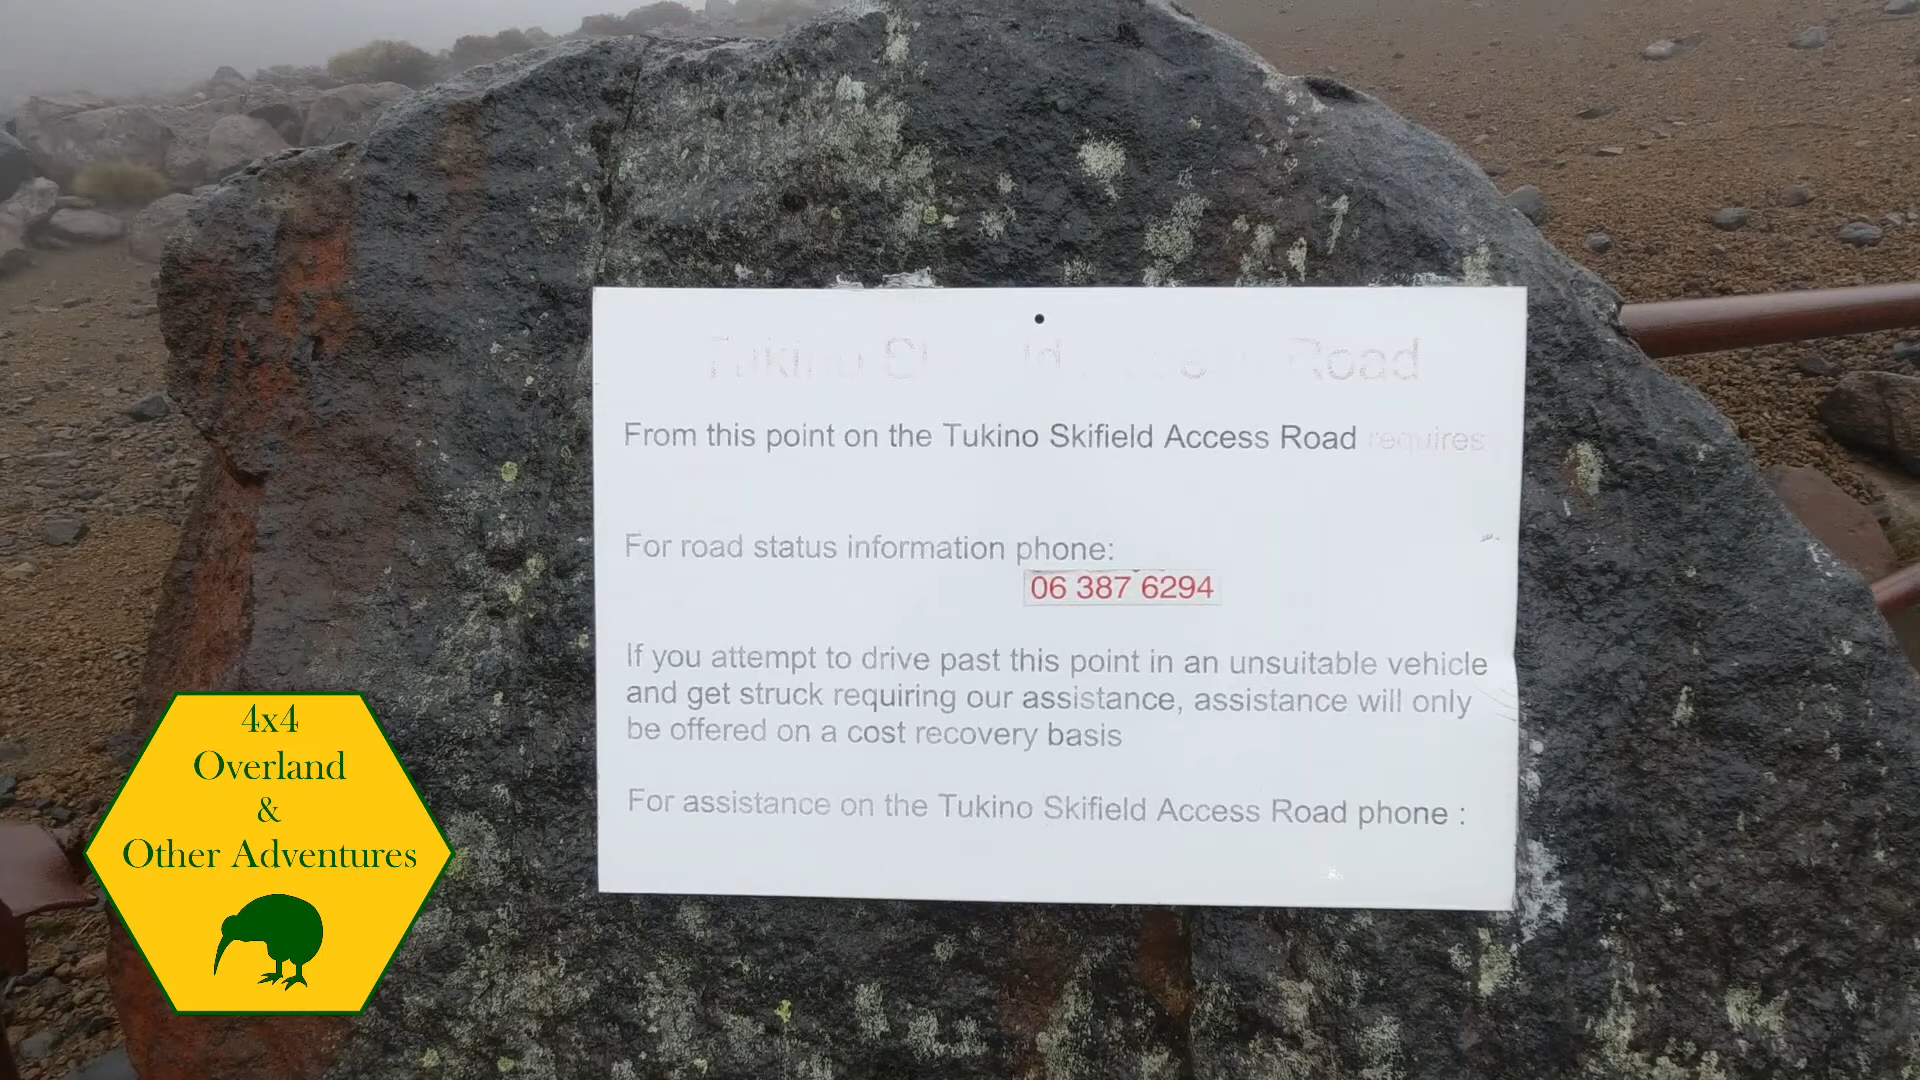 Tukino Road
From this point on the Tukino Skifield Access Road requires
For road status information phone:
06 387 6294
If you attempt to drive past this point in an unsuitable vehicle
and get struck requiring our assistance, assistance will only
be offered on a cost recovery basis
For assistance on the Tukino Skifield Access Road phone :
4x4
Overland
&
Other Adventures